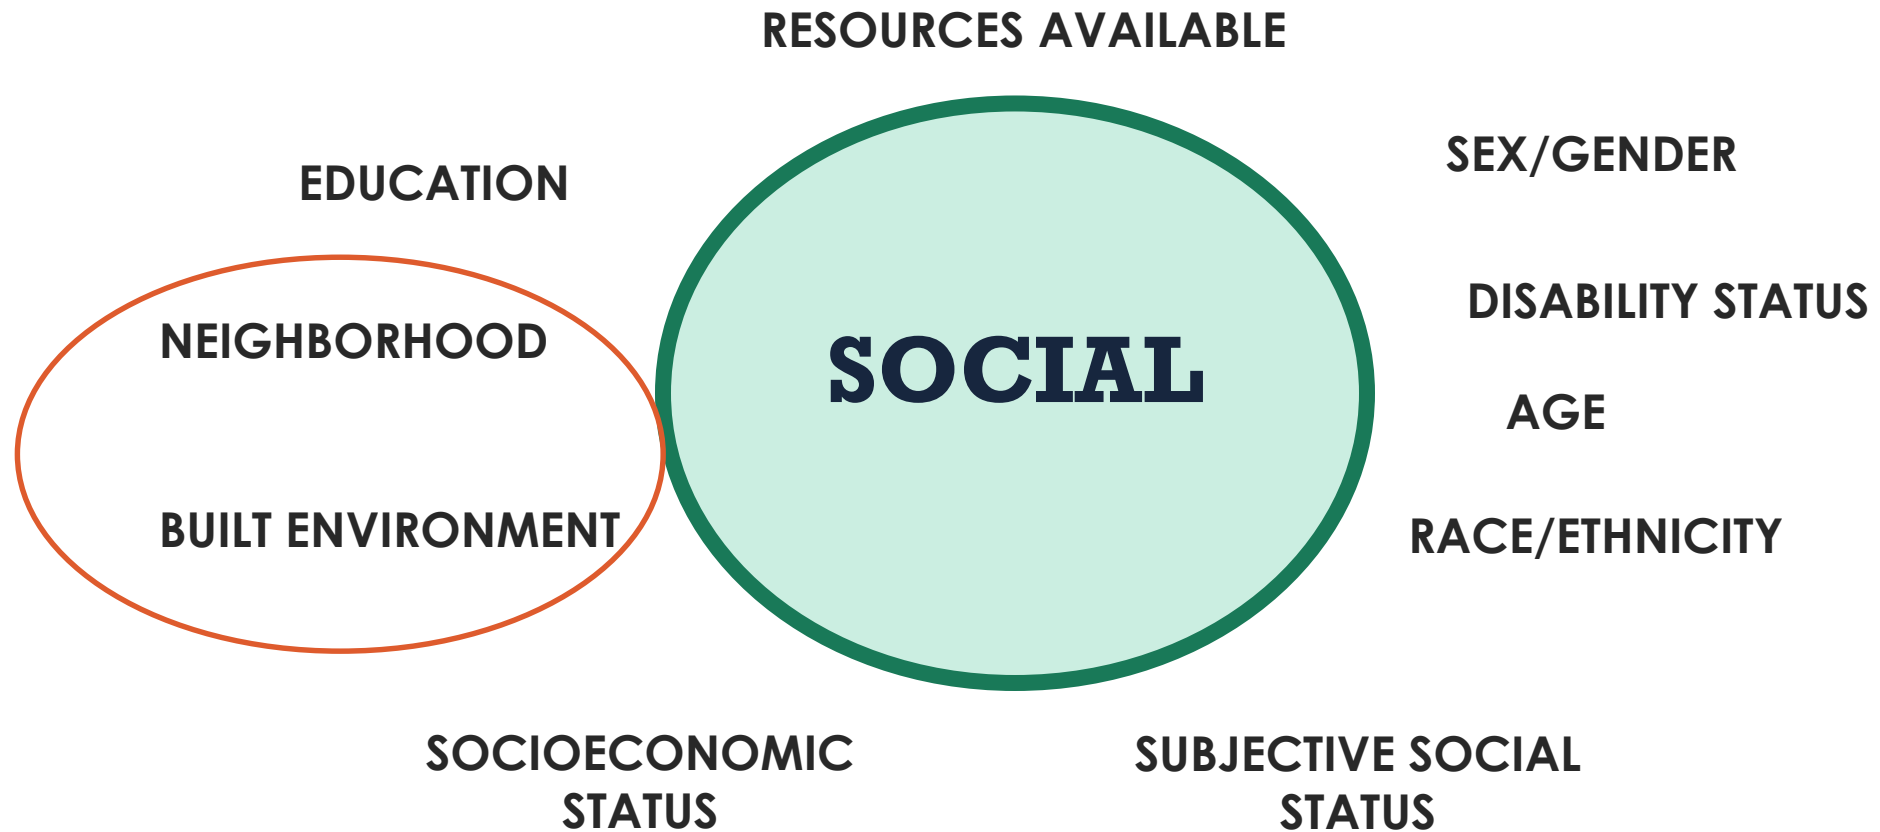 RESOURCES AVAILABLE
EDUCATION
SEX/GENDER
NEIGHBORHOOD
SOCIAL
DISABILITY STATUS
AGE
BUILT ENVIRONMENT
RACE/ETHNICITY
SOCIOECONOMIC
STATUS
SUBJECTIVE SOCIAL
STATUS